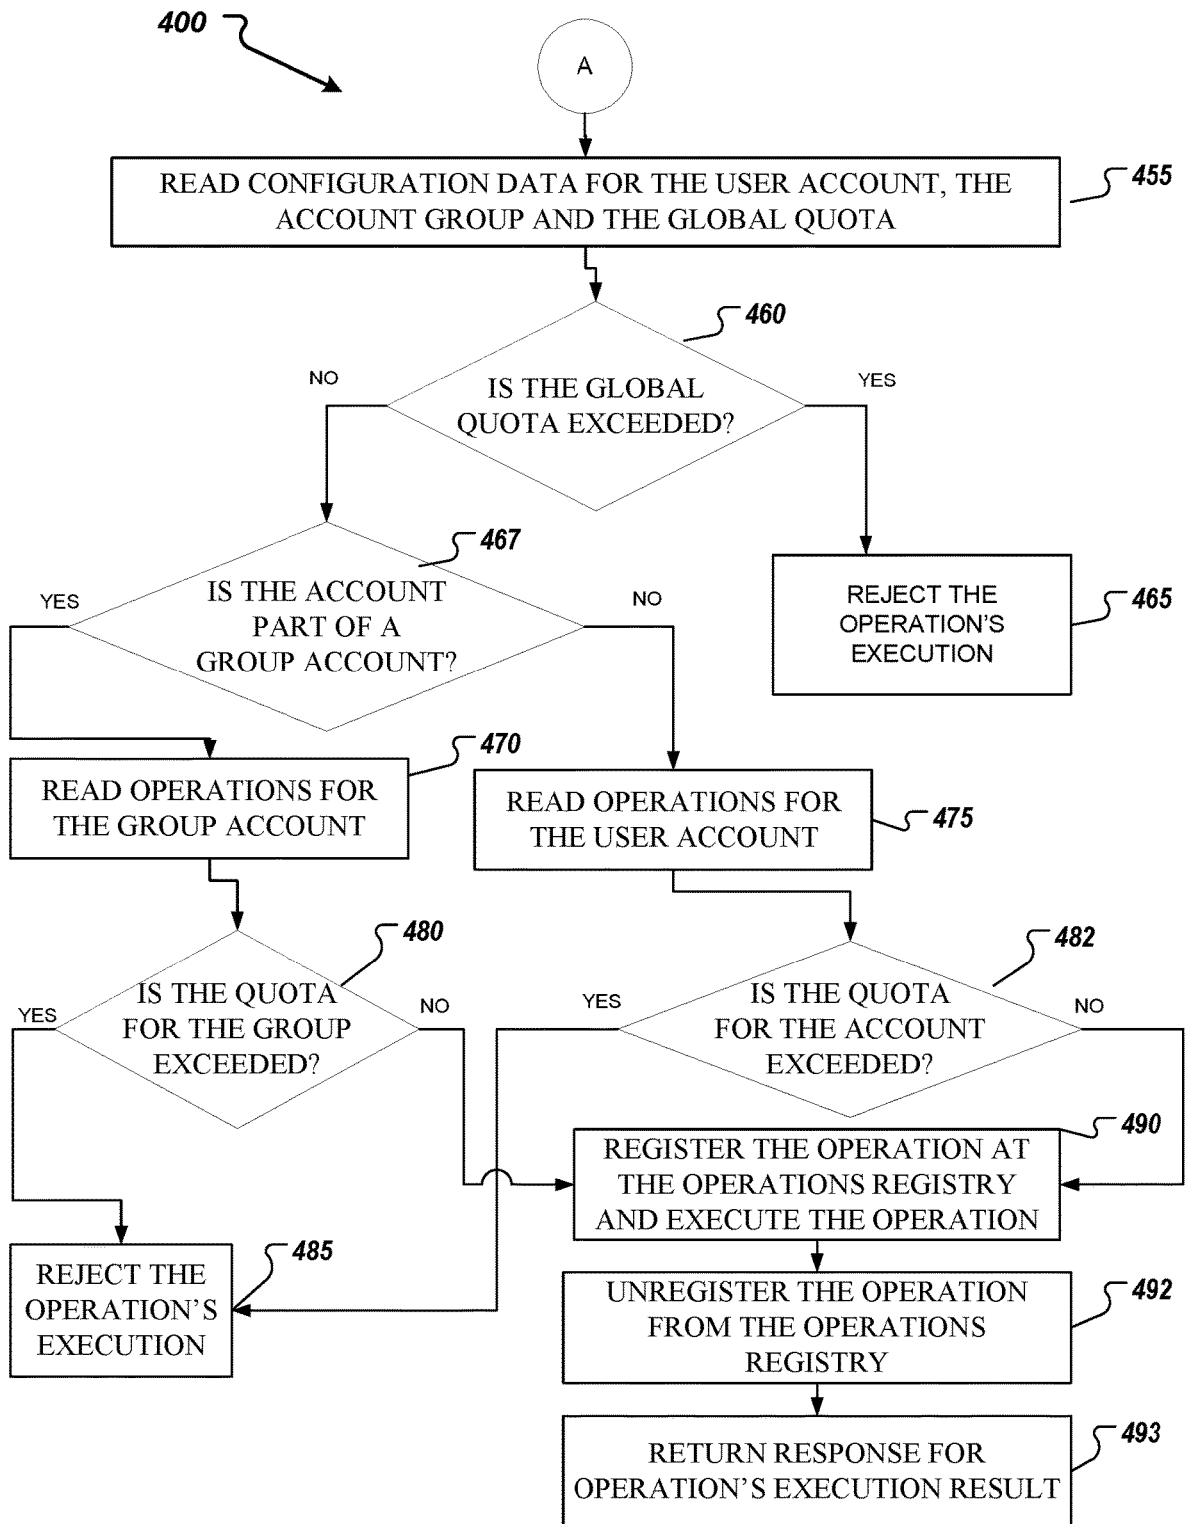 400
A
READ CONFIGURATION DATA FOR THE USER ACCOUNT, THE
ACCOUNT GROUP AND THE GLOBAL QUOTA
455
460
IS THE GLOBAL
QUOTA EXCEEDED?
NO
YES
467
IS THE ACCOUNT
PART OF A
GROUP ACCOUNT?
YES
NO
REJECT THE
OPERATION'S
EXECUTION
465
470
READ OPERATIONS FOR
THE GROUP ACCOUNT
READ OPERATIONS FOR
THE USER ACCOUNT
475
480
IS THE QUOTA
FOR THE GROUP
EXCEEDED?
YES
NO
482
IS THE QUOTA
FOR THE ACCOUNT
EXCEEDED?
YES
NO
490
REGISTER THE OPERATION AT
THE OPERATIONS REGISTRY
AND EXECUTE THE OPERATION
485
REJECT THE
OPERATION'S
EXECUTION
UNREGISTER THE OPERATION
FROM THE OPERATIONS
REGISTRY
492
RETURN RESPONSE FOR
OPERATION'S EXECUTION RESULT
493